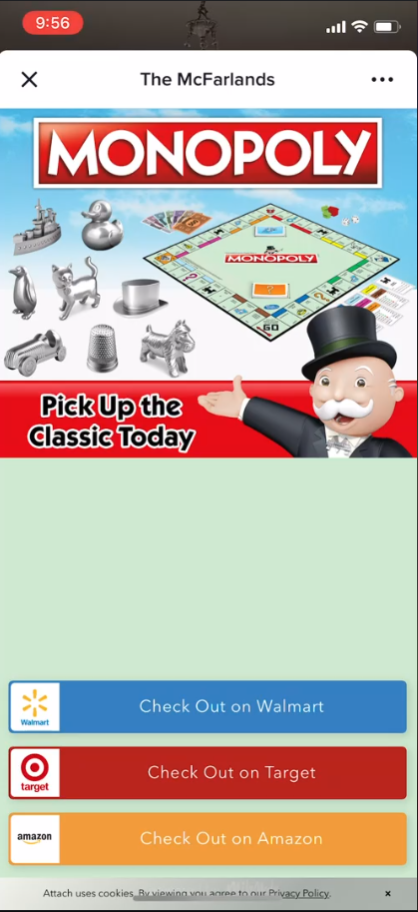 9:56
The McFarlands
MONOPOLY
MONOPOLY
GO
Pick Up the
Classic Today
Walmart
Check Out on Walmart
target
Check Out on Target
amazon
Check Out on Amazon
Attach uses cookies. By viewing you agree to our Privacy Policy.